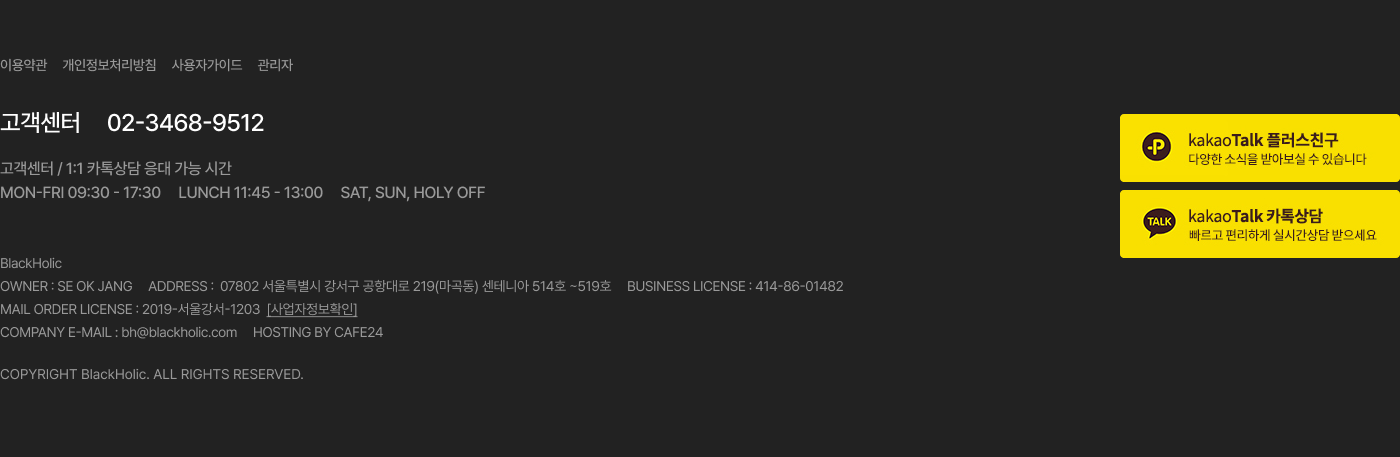 이용약관 개인정보처리방침 사용자가이드 관리자
고객센터 02-3468-9512
고객센터 / 1:1 카톡상담 응대 가능 시간
MON-FRI 09:30 - 17:30 LUNCH 11:45 - 13:00 SAT, SUN, HOLY OFF
BlackHolic
OWNER : SE OK JANG ADDRESS : 07802 서울특별시 강서구 공항대로 219(마곡동) 센테니아 514호 ~519호 BUSINESS LICENSE : 414-86-01482
MAIL ORDER LICENSE : 2019-서울강서-1203 [사업자정보확인]
COMPANY E-MAIL : bh@blackholic.com HOSTING BY CAFE24
COPYRIGHT BlackHolic. ALL RIGHTS RESERVED.
P
kakaoTalk 플러스친구
다양한 소식을 받아보실 수 있습니다
TALK
kakaoTalk 카톡상담
빠르고 편리하게 실시간상담 받으세요